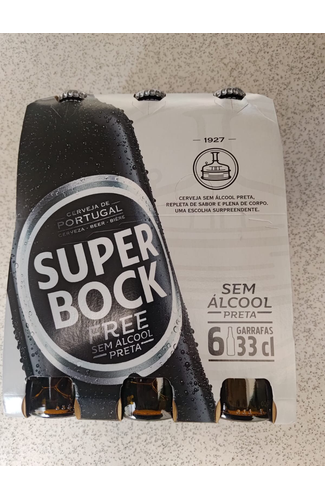 1927
CERVEJA SEM ÁLCOOL PRETA,
REPLETA DE SABOR E PLENA DE CORPO.
UMA ESCOLHA SURPREENDENTE.
CERVEJA DE
PORTUGAL
CERVEJA · BEER · BIÈRE
SUPER
BOCK
FREE
SEM ÁLCOOL
PRETA
SEM
ÁLCOOL
PRETA
6 GARRAFAS
33 cl